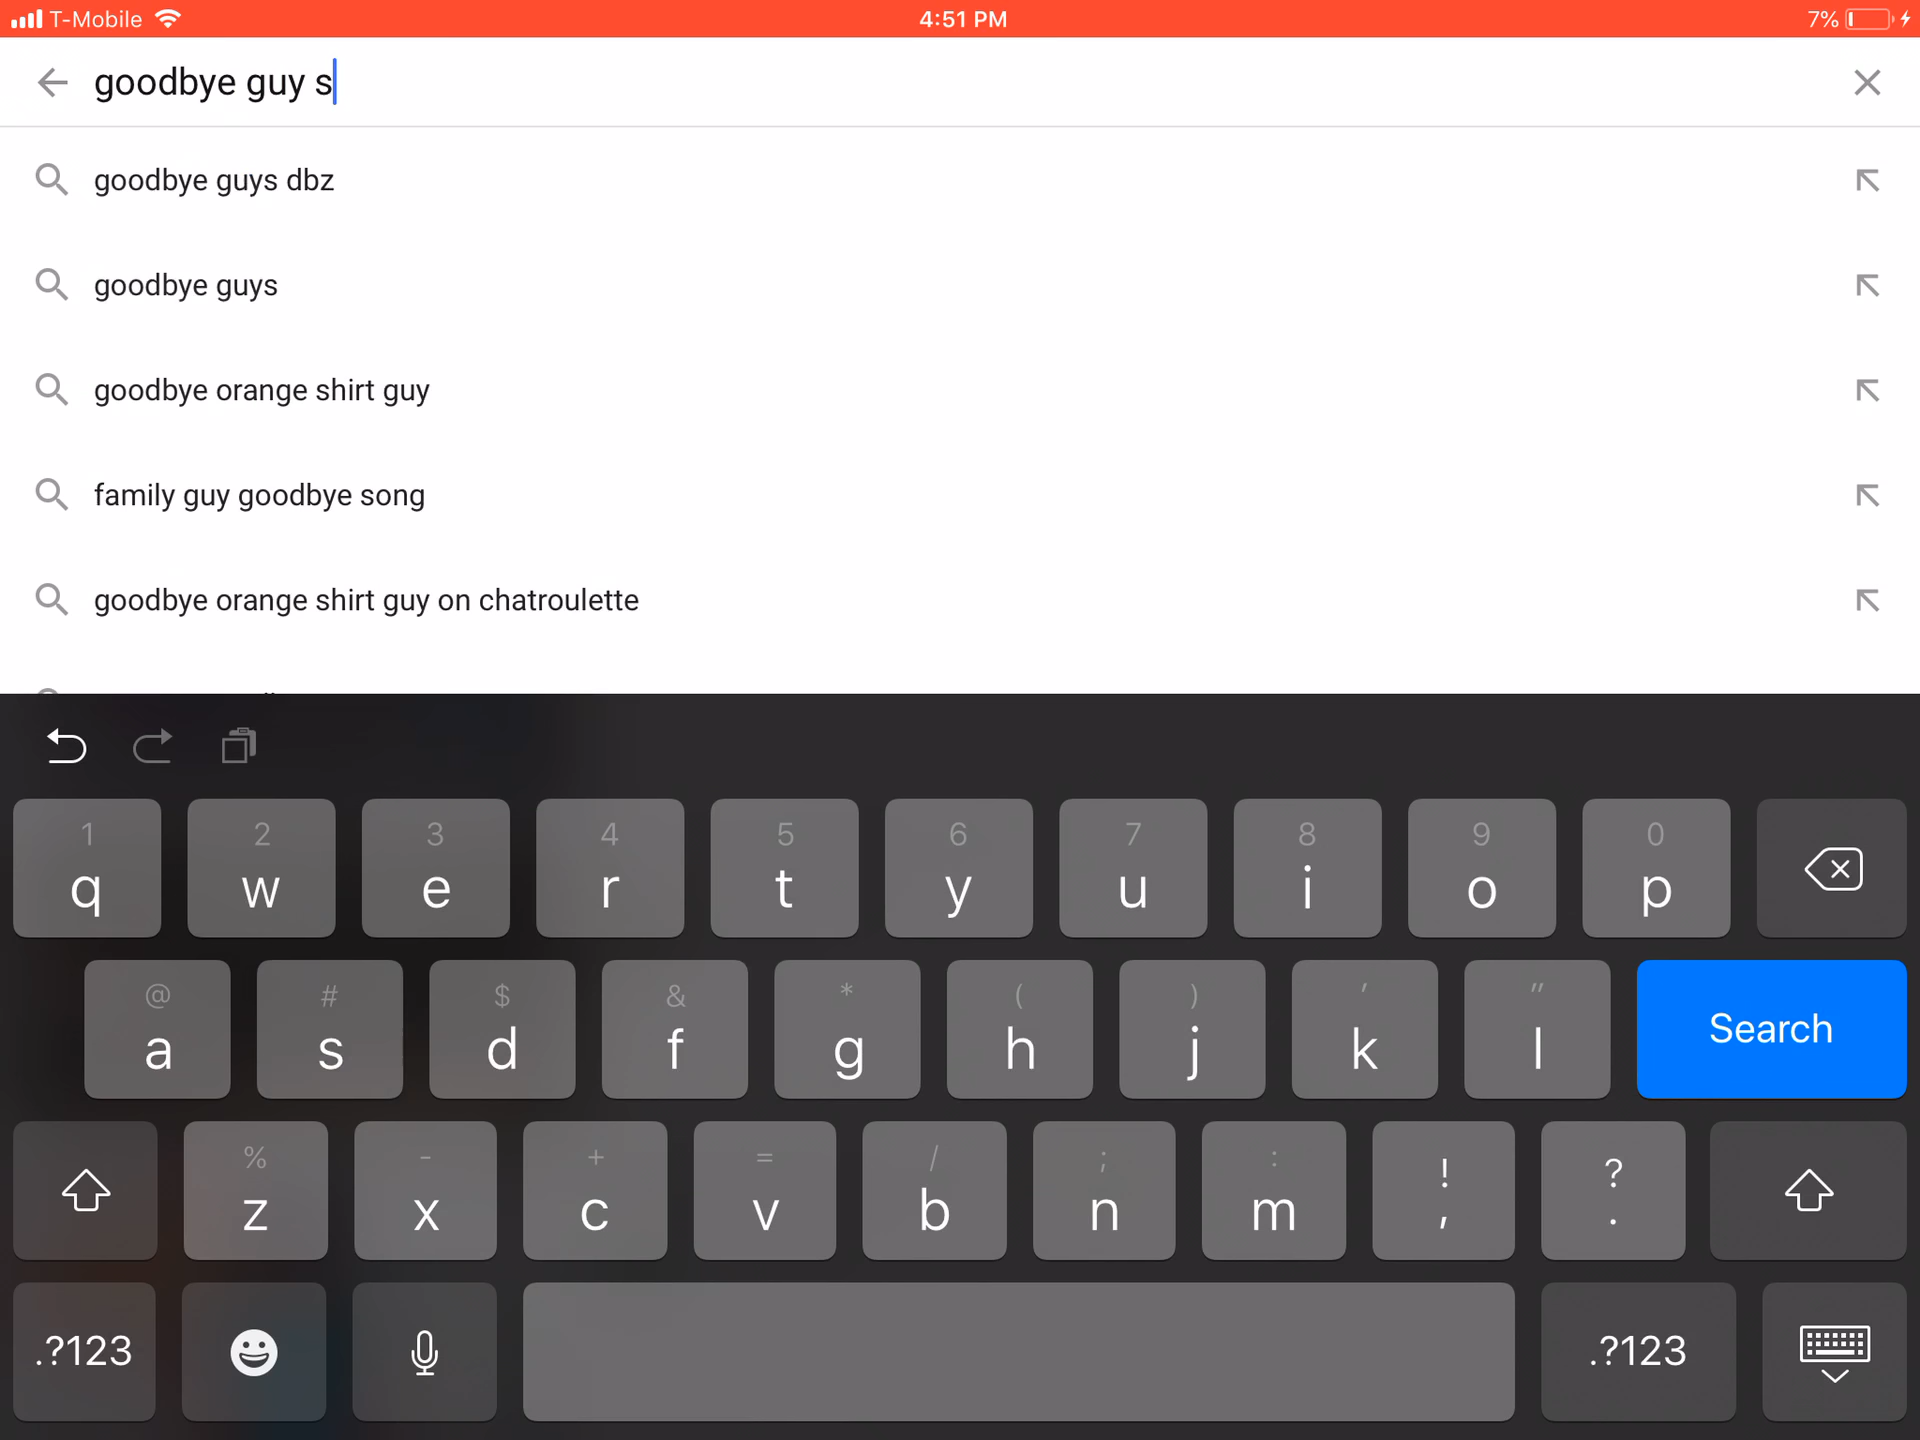 T-Mobile 4:51 PM 7%
goodbye guy s
goodbye guys dbz
goodbye guys
goodbye orange shirt guy
family guy goodbye song
goodbye orange shirt guy on chatroulette
1 2 3 4 5 6 7 8 9 0
q w e r t y u i o p
@ # $ & * ( ) ' "
a s d f g h j k l Search
% - + = / ; : ! ?
z x c v b n m , .
.?123 .?123